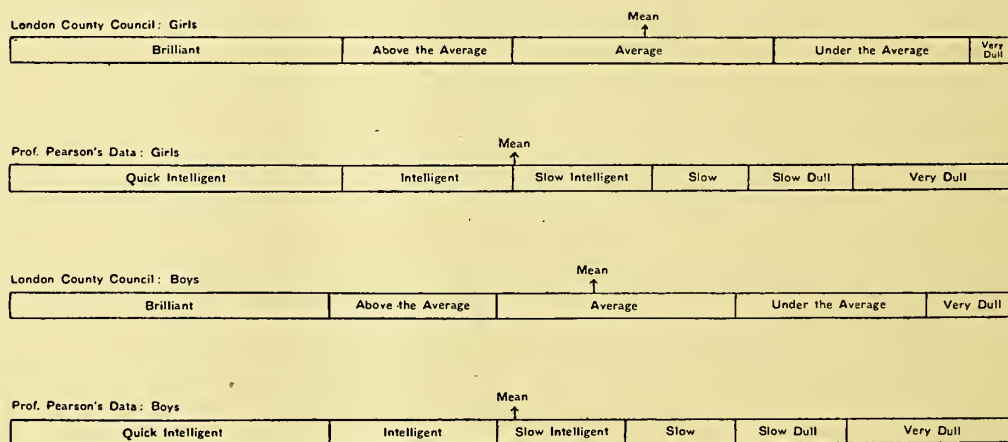 London County Council: Girls
Mean
Brilliant Above the Average Average Under the Average Very Dull
Prof. Pearson's Data: Girls
Mean
Quick Intelligent Intelligent Slow Intelligent Slow Slow Dull Very Dull
London County Council: Boys
Mean
Brilliant Above the Average Average Under the Average Very Dull
Prof. Pearson's Data: Boys
Mean
Quick Intelligent Intelligent Slow Intelligent Slow Slow Dull Very Dull